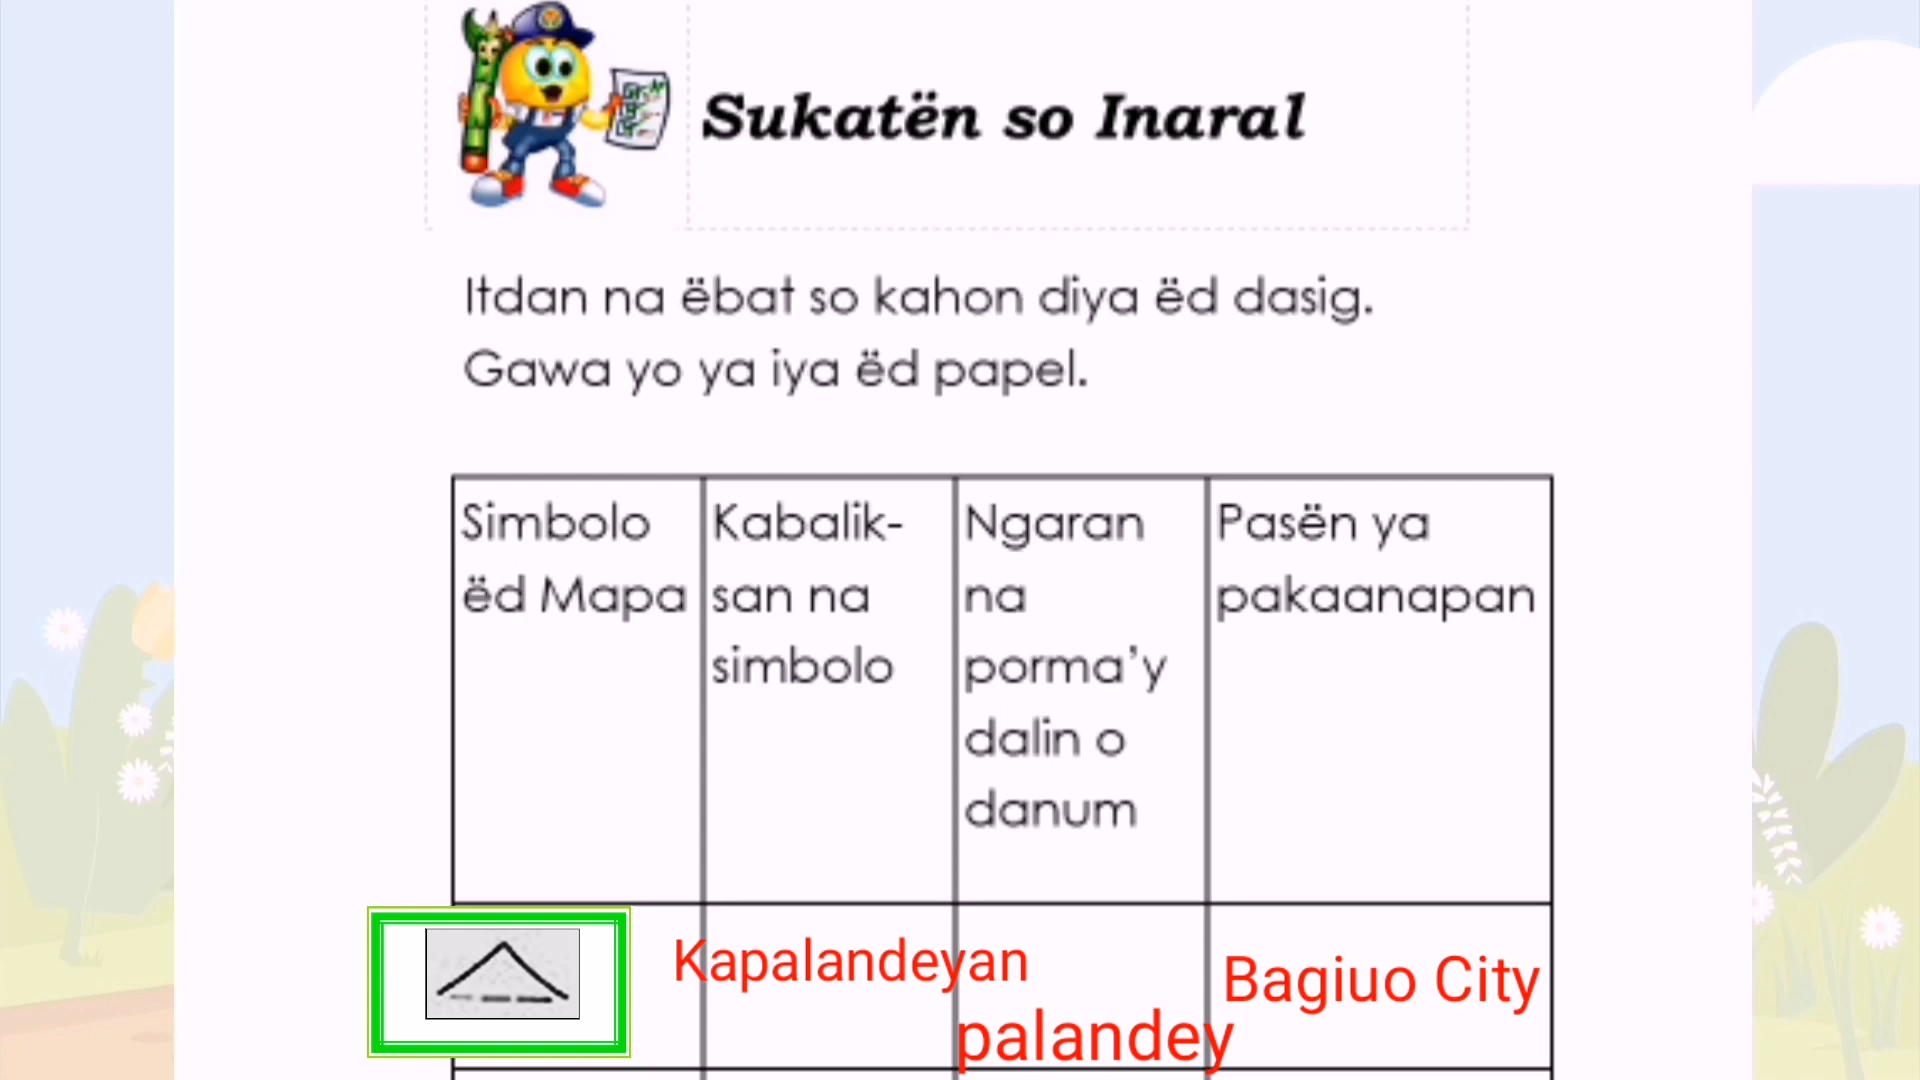 Sukatën so Inaral
Itdan na ëbat so kahon diya ëd dasig.
Gawa yo ya iya ëd papel.
Simbolo
ëd Mapa
Kabalik-
san na
simbolo
Ngaran
na
porma'y
dalin o
danum
Pasën ya
pakaanapan
Kapalandeyan
palandey
Bagiuo City